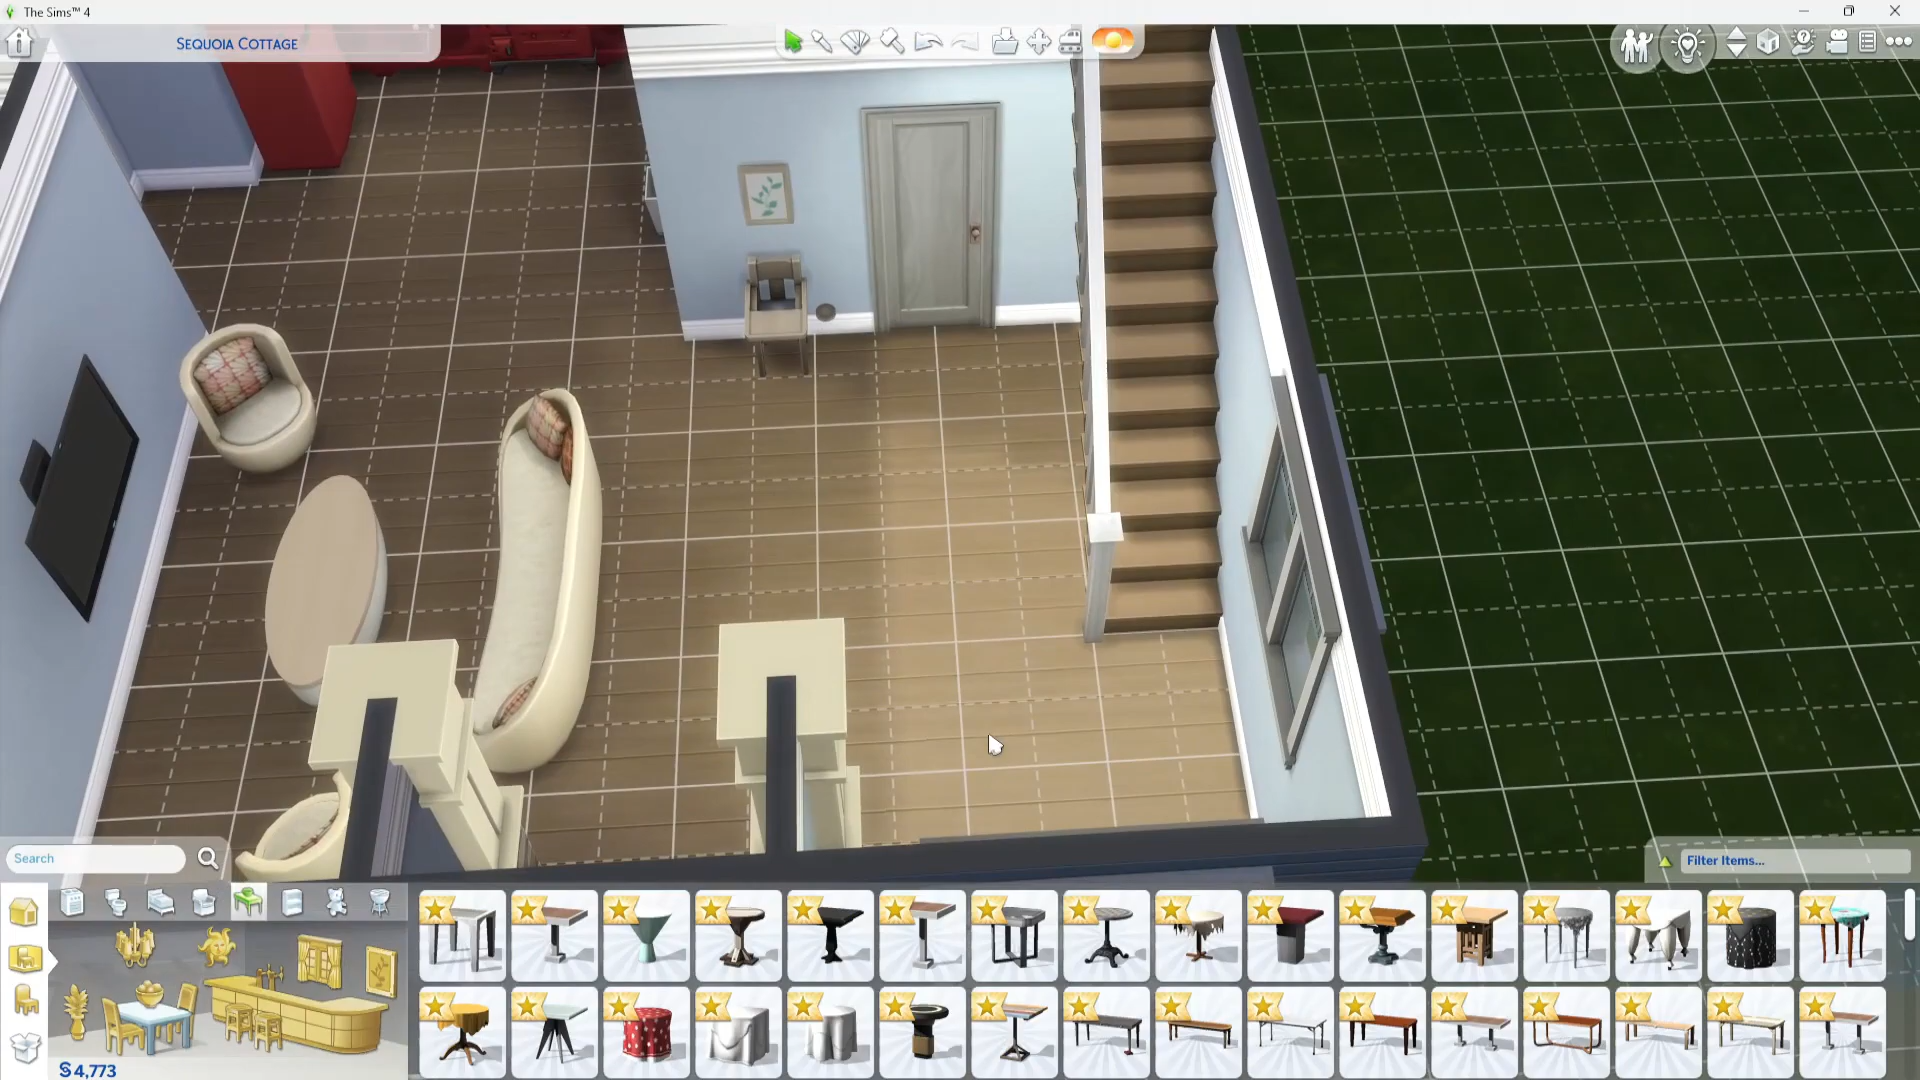 The Sims™ 4
Sequoia Cottage
Search
Filter Items...
§4,773